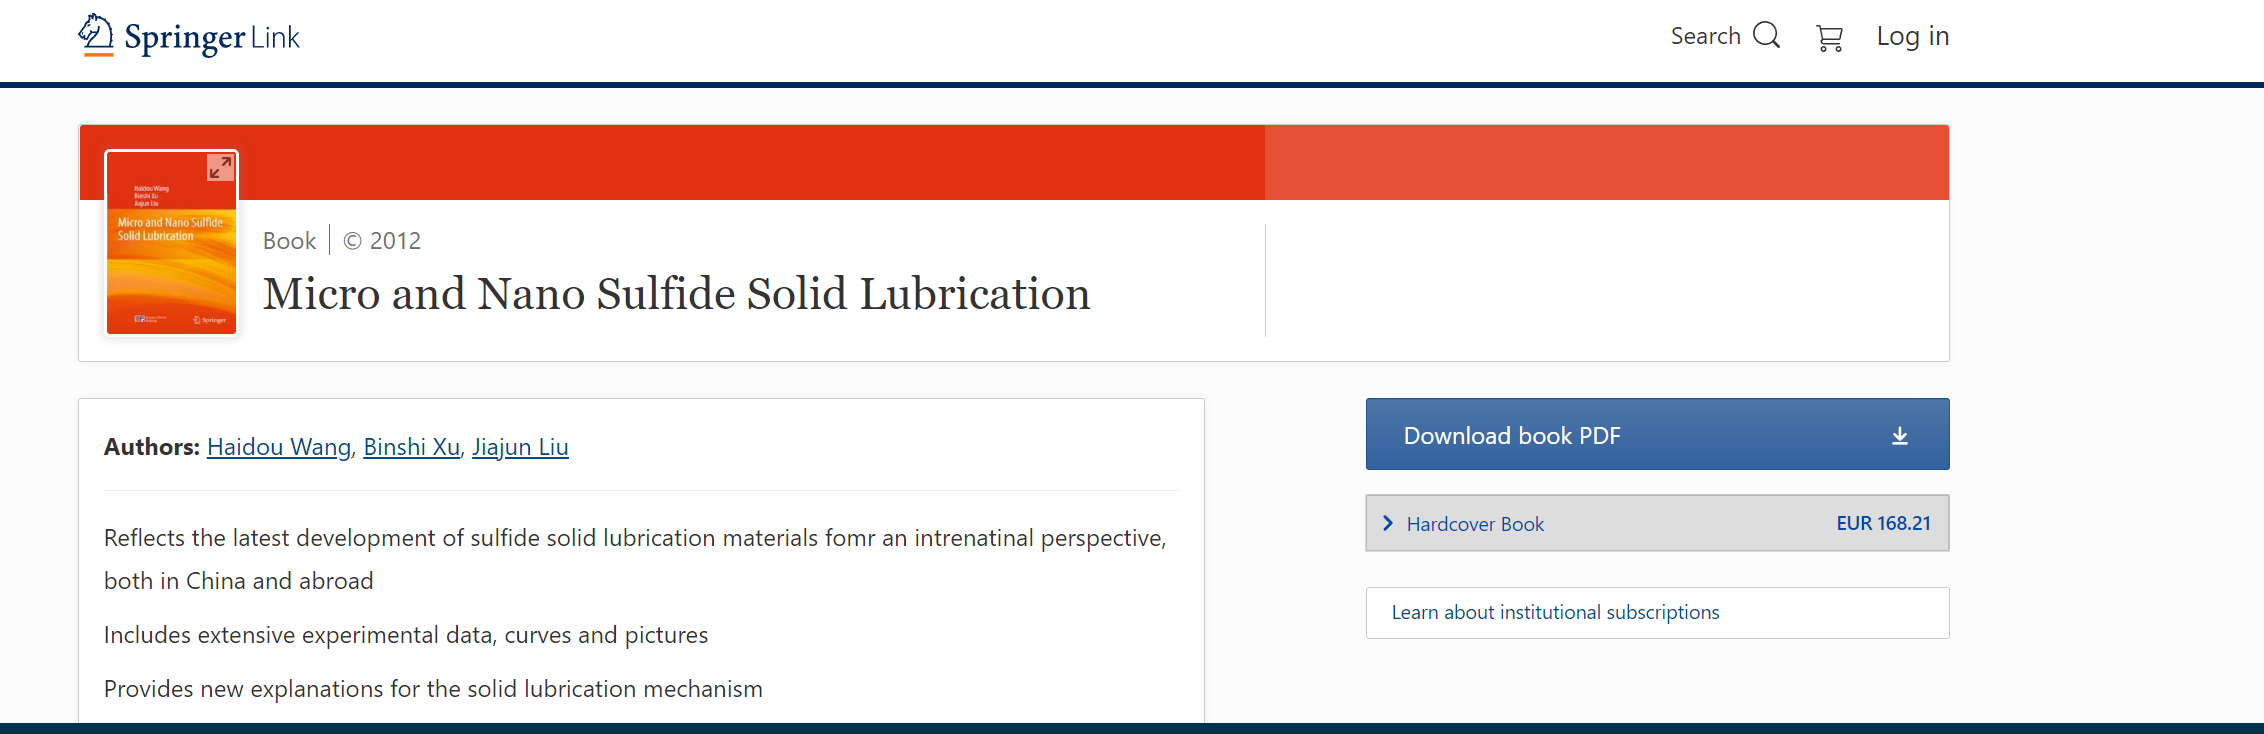 Springer Link
Search
Log in
Haidou Wang
Binshi Xu
Jiajun Liu
Micro and Nano Sulfide
Solid Lubrication
Springer
Book | © 2012
Micro and Nano Sulfide Solid Lubrication
Authors: Haidou Wang, Binshi Xu, Jiajun Liu
Reflects the latest development of sulfide solid lubrication materials fomr an intrenatinal perspective,
both in China and abroad
Includes extensive experimental data, curves and pictures
Provides new explanations for the solid lubrication mechanism
Download book PDF
Hardcover Book EUR 168.21
Learn about institutional subscriptions